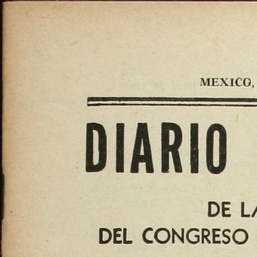 MEXICO,
DIARIO
DE LA
DEL CONGRESO